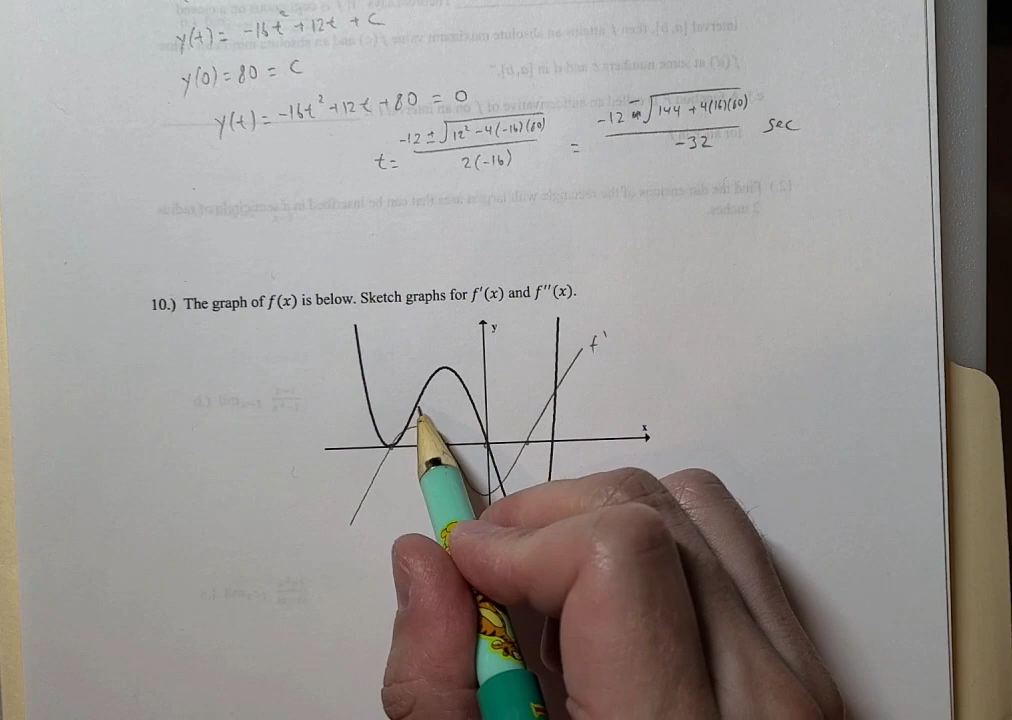 y(t) = -16t² + 12t + C
y(0) = 80 = C
y(t) = -16t² + 12t + 80 = 0
t = -12 ± √12² - 4(-16)(80) / 2(-16) = -12 - √144 + 4(16)(80) / -32 sec
10.) The graph of f(x) is below. Sketch graphs for f'(x) and f''(x).
y
f'
x